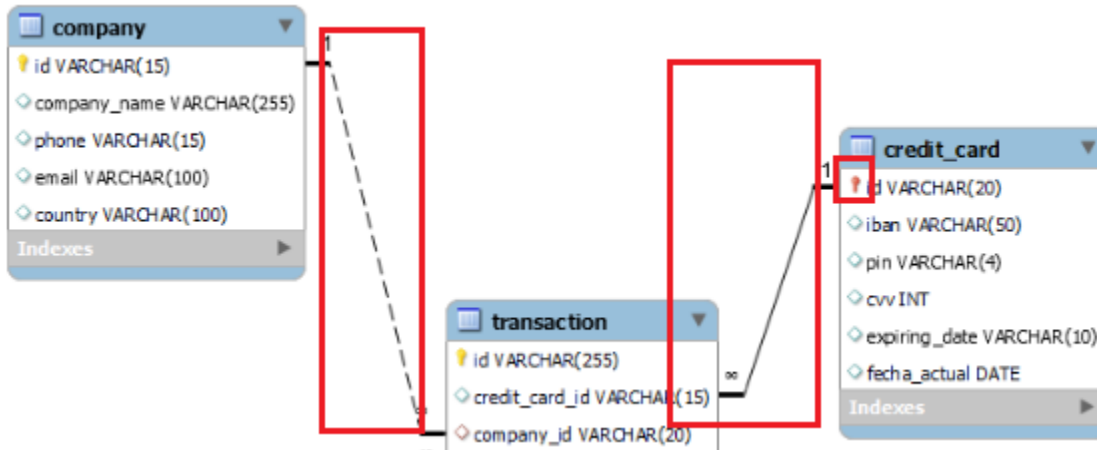 company
id VARCHAR(15)
company_name VARCHAR(255)
phone VARCHAR(15)
email VARCHAR(100)
country VARCHAR(100)
Indexes
1
∞
transaction
id VARCHAR(255)
credit_card_id VARCHAR(15)
company_id VARCHAR(20)
1
∞
credit_card
id VARCHAR(20)
iban VARCHAR(50)
pin VARCHAR(4)
cvv INT
expiring_date VARCHAR(10)
fecha_actual DATE
Indexes